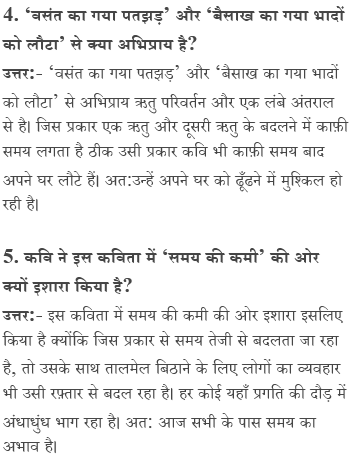 4. ‘वसंत का गया पतझड़’ और ‘बैसाख का गया भादों
को लौटा’ से क्या अभिप्राय है?
उत्तर:- ‘वसंत का गया पतझड़’ और ‘बैसाख का गया भादों
को लौटा’ से अभिप्राय ऋतु परिवर्तन और एक लंबे अंतराल
से है। जिस प्रकार एक ऋतु और दूसरी ऋतु के बदलने में काफ़ी
समय लगता है ठीक उसी प्रकार कवि भी काफ़ी समय बाद
अपने घर लौटे हैं। अत:उन्हें अपने घर को ढूँढ़ने में मुश्किल हो
रही है।
5. कवि ने इस कविता में ‘समय की कमी’ की ओर
क्यों इशारा किया है?
उत्तर:- इस कविता में समय की कमी की ओर इशारा इसलिए
किया है क्योंकि जिस प्रकार से समय तेजी से बदलता जा रहा
है, तो उसके साथ तालमेल बिठाने के लिए लोगों का व्यवहार
भी उसी रफ़्तार से बदल रहा है। हर कोई यहाँ प्रगति की दौड़ में
अंधाधुंध भाग रहा है। अत: आज सभी के पास समय का
अभाव है।